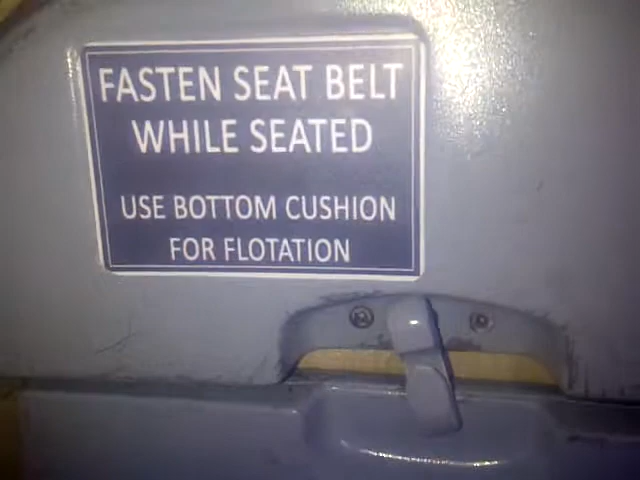 FASTEN SEAT BELT
WHILE SEATED
USE BOTTOM CUSHION
FOR FLOTATION